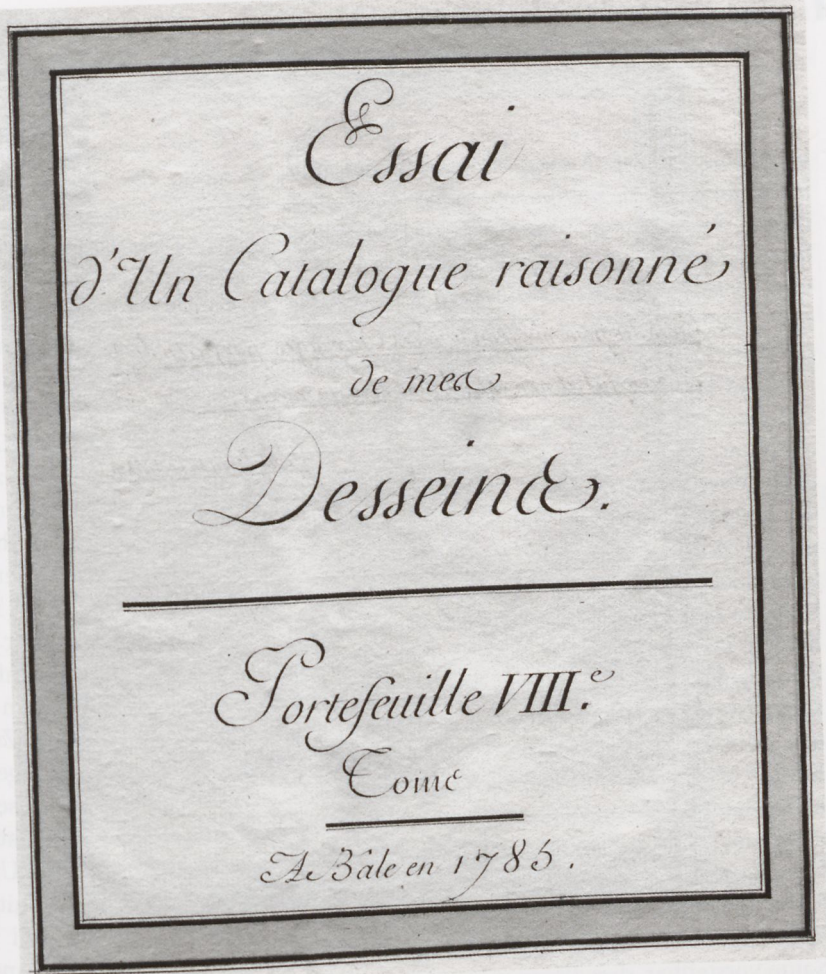 Essai
d'Un Catalogue raisonné
de mes
Desseins.
Portefeuille VIII.e
Tome
A Bâle en 1785.